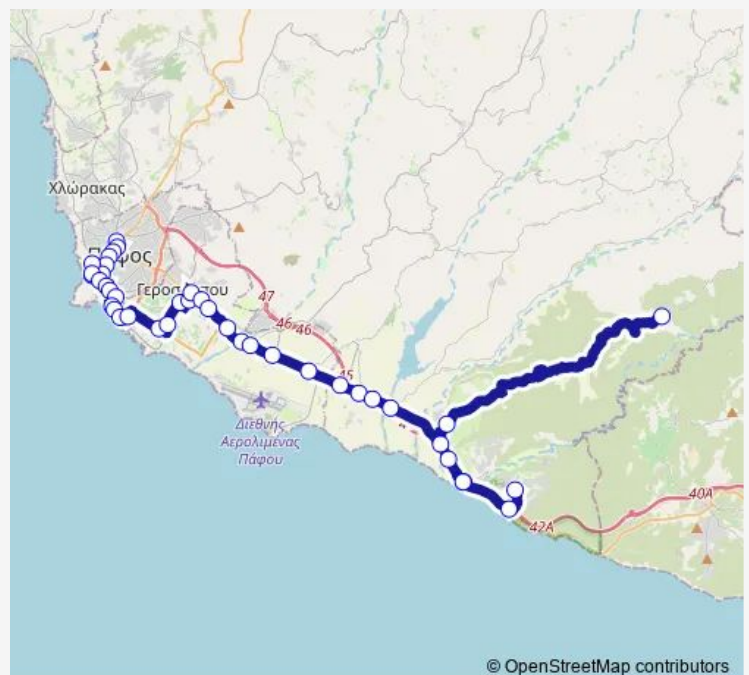 Χλώρακας
Πάφος
Γεροσκήπου
47
46 46
45
Διεθνής
Αερολιμένας
Πάφου
40A
42A
© OpenStreetMap contributors